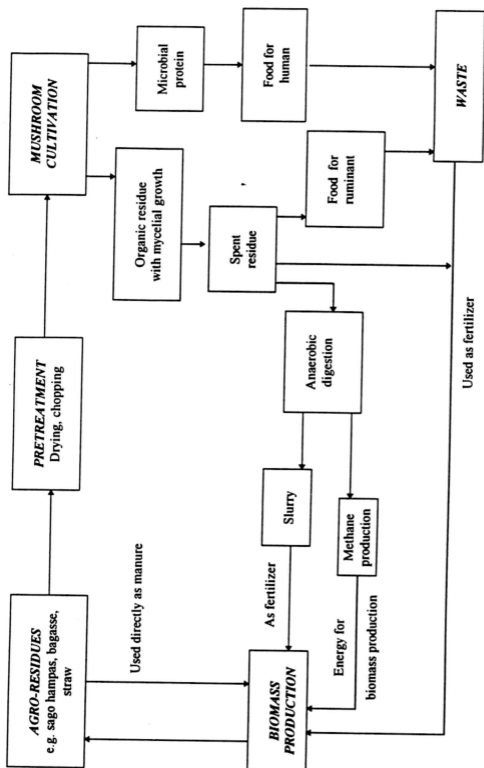 AGRO-RESIDUES
e.g. sago hampas, bagasse,
straw
PRETREATMENT
Drying, chopping
MUSHROOM
CULTIVATION
Used directly as manure
Organic residue
with mycelial growth
Microbial
protein
Spent
residue
Food for
human
BIOMASS
PRODUCTION
As fertilizer
Slurry
Anaerobic
digestion
Food for
ruminant
Energy for
biomass production
Methane
production
WASTE
Used as fertilizer